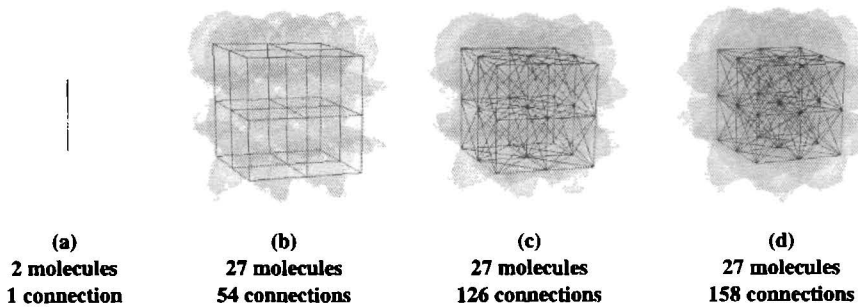 (a)
2 molecules
1 connection
(b)
27 molecules
54 connections
(c)
27 molecules
126 connections
(d)
27 molecules
158 connections